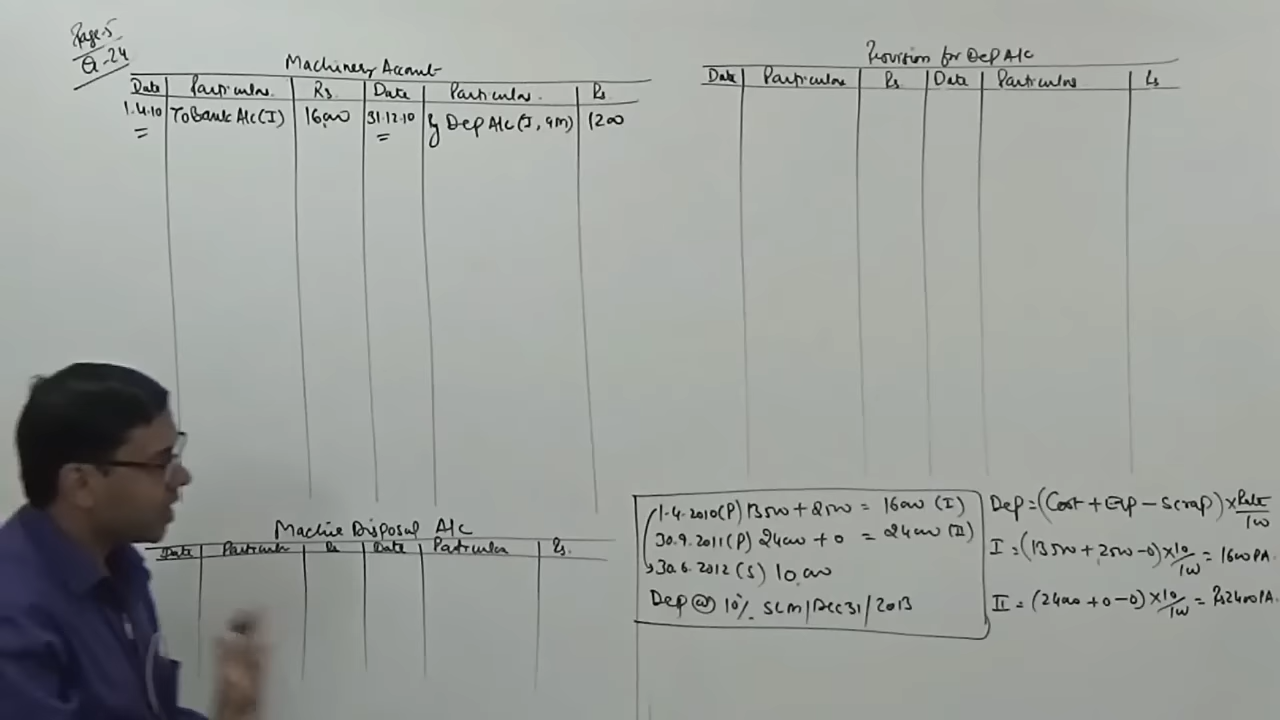 Page-5
Q-24
Machinery Account
Date Particulars Rs. Date Particulars. Rs
1.4.10 To Bank A/c (I) 16,000 31.12.10 By Dep A/c (I, 9M) 1200
Provision for Dep A/c
Date Particulars Rs Date Particulars Rs
Machine Disposal A/c
Date Particulars Rs Date Particulars Rs.
1.4.2010 (P) 13500 + 2500 = 16000 (I)
30.9.2011 (P) 24000 + 0 = 24000 (II)
30.6.2012 (S) 10,000
Dep @ 10% SLM/Dec 31/2013
Dep = (Cost + Exp - Scrap) × Rate/100
I = (13500 + 2500 - 0) × 10/100 = 1600 PA.
II = (24000 + 0 - 0) × 10/100 = Rs 2400 PA.